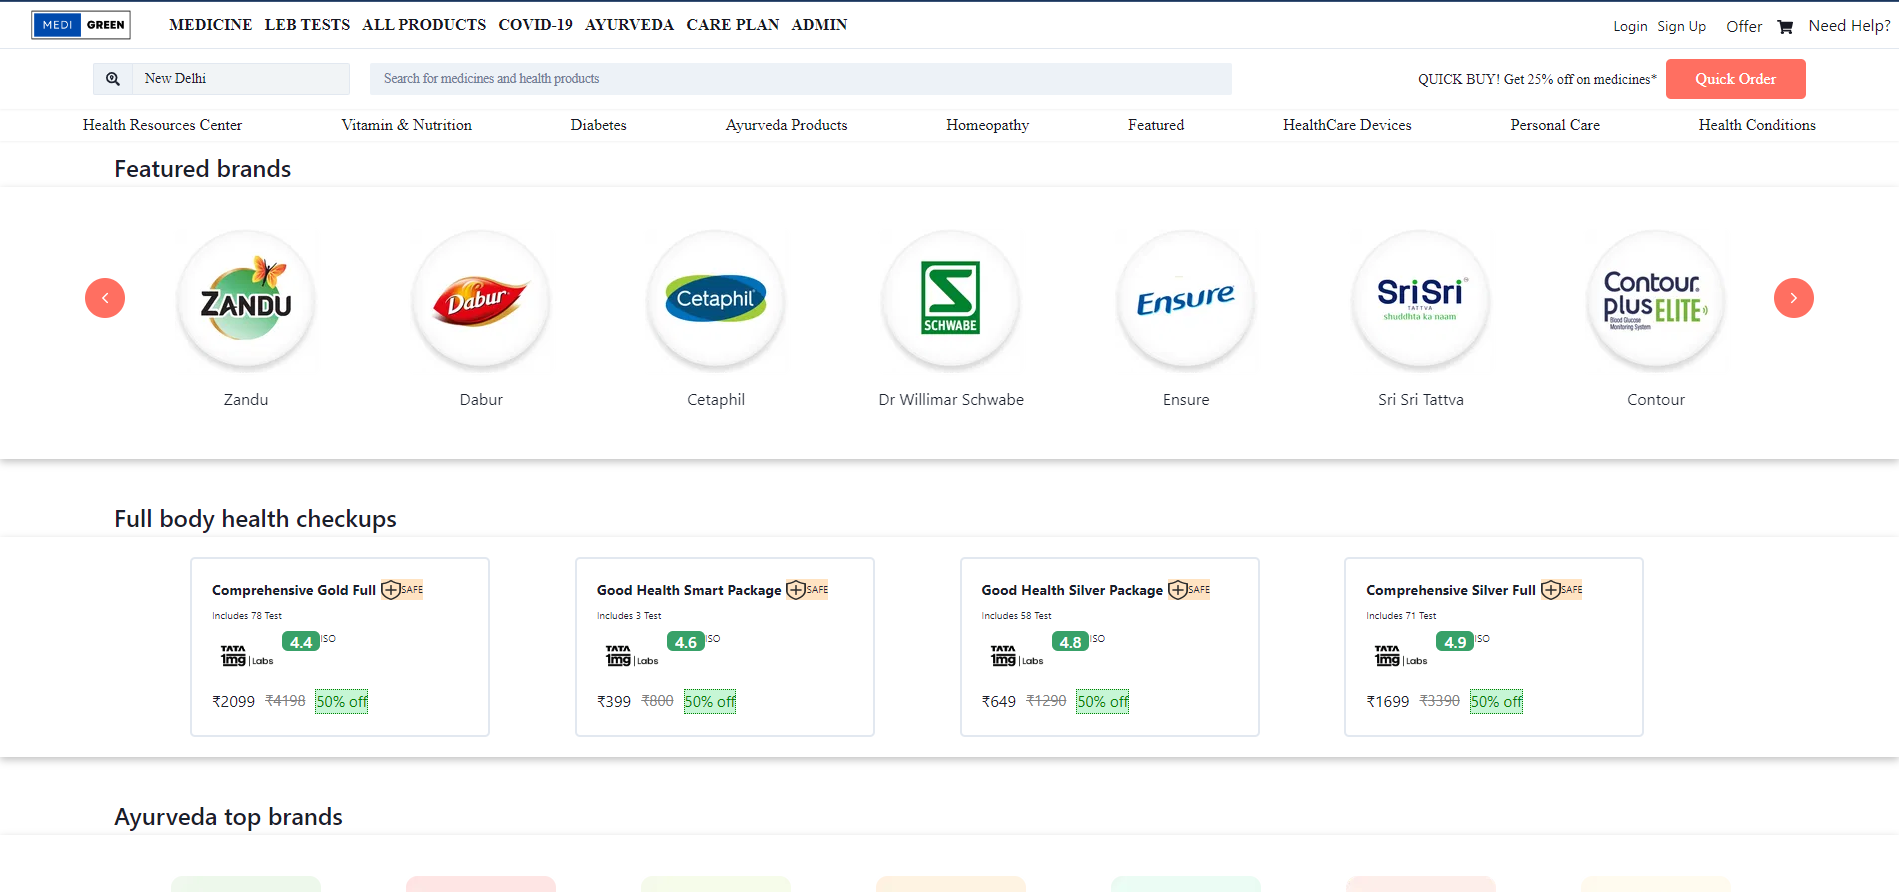 MEDI GREEN MEDICINE LEB TESTS ALL PRODUCTS COVID-19 AYURVEDA CARE PLAN ADMIN Login Sign Up Offer Need Help?
New Delhi Search for medicines and health products QUICK BUY! Get 25% off on medicines* Quick Order
Health Resources Center Vitamin & Nutrition Diabetes Ayurveda Products Homeopathy Featured HealthCare Devices Personal Care Health Conditions
Featured brands
ZANDU
Dabur
Cetaphil
SCHWABE
Ensure
SriSri
TATTVA
shuddhta ka naam
Contour
plus ELITE
Blood Glucose
Monitoring System
Zandu Dabur Cetaphil Dr Willimar Schwabe Ensure Sri Sri Tattva Contour
Full body health checkups
Comprehensive Gold Full SAFE
Includes 78 Test
TATA 1mg Labs 4.4 ISO
₹2099 ₹4198 50% off
Good Health Smart Package SAFE
Includes 3 Test
TATA 1mg Labs 4.6 ISO
₹399 ₹800 50% off
Good Health Silver Package SAFE
Includes 58 Test
TATA 1mg Labs 4.8 ISO
₹649 ₹1290 50% off
Comprehensive Silver Full SAFE
Includes 71 Test
TATA 1mg Labs 4.9 ISO
₹1699 ₹3390 50% off
Ayurveda top brands